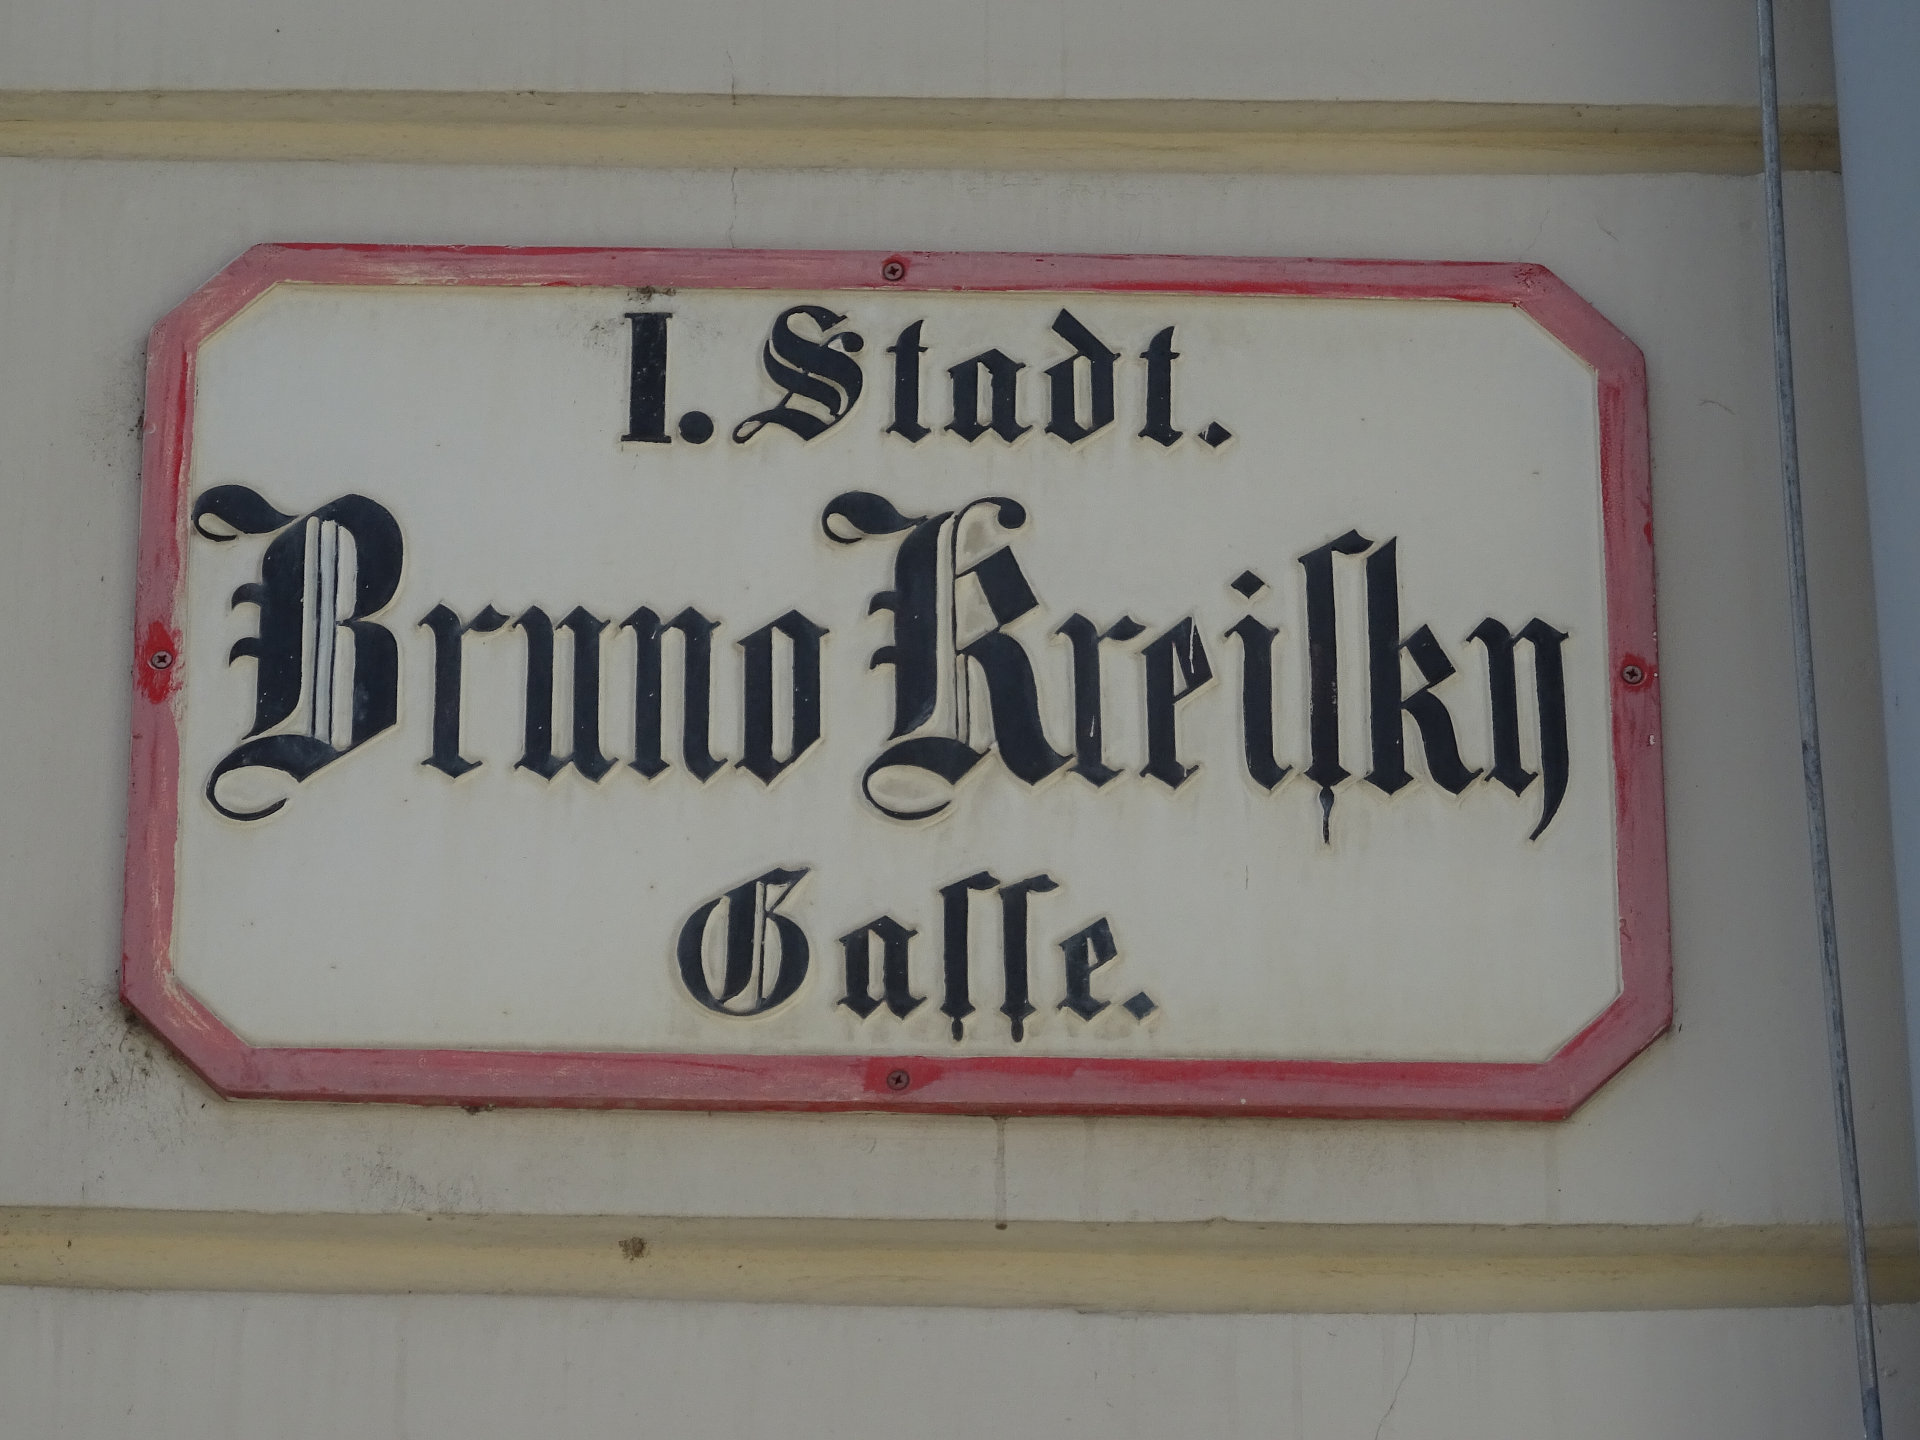 I. Stadt.
Bruno Kreiſky
Gaſſe.